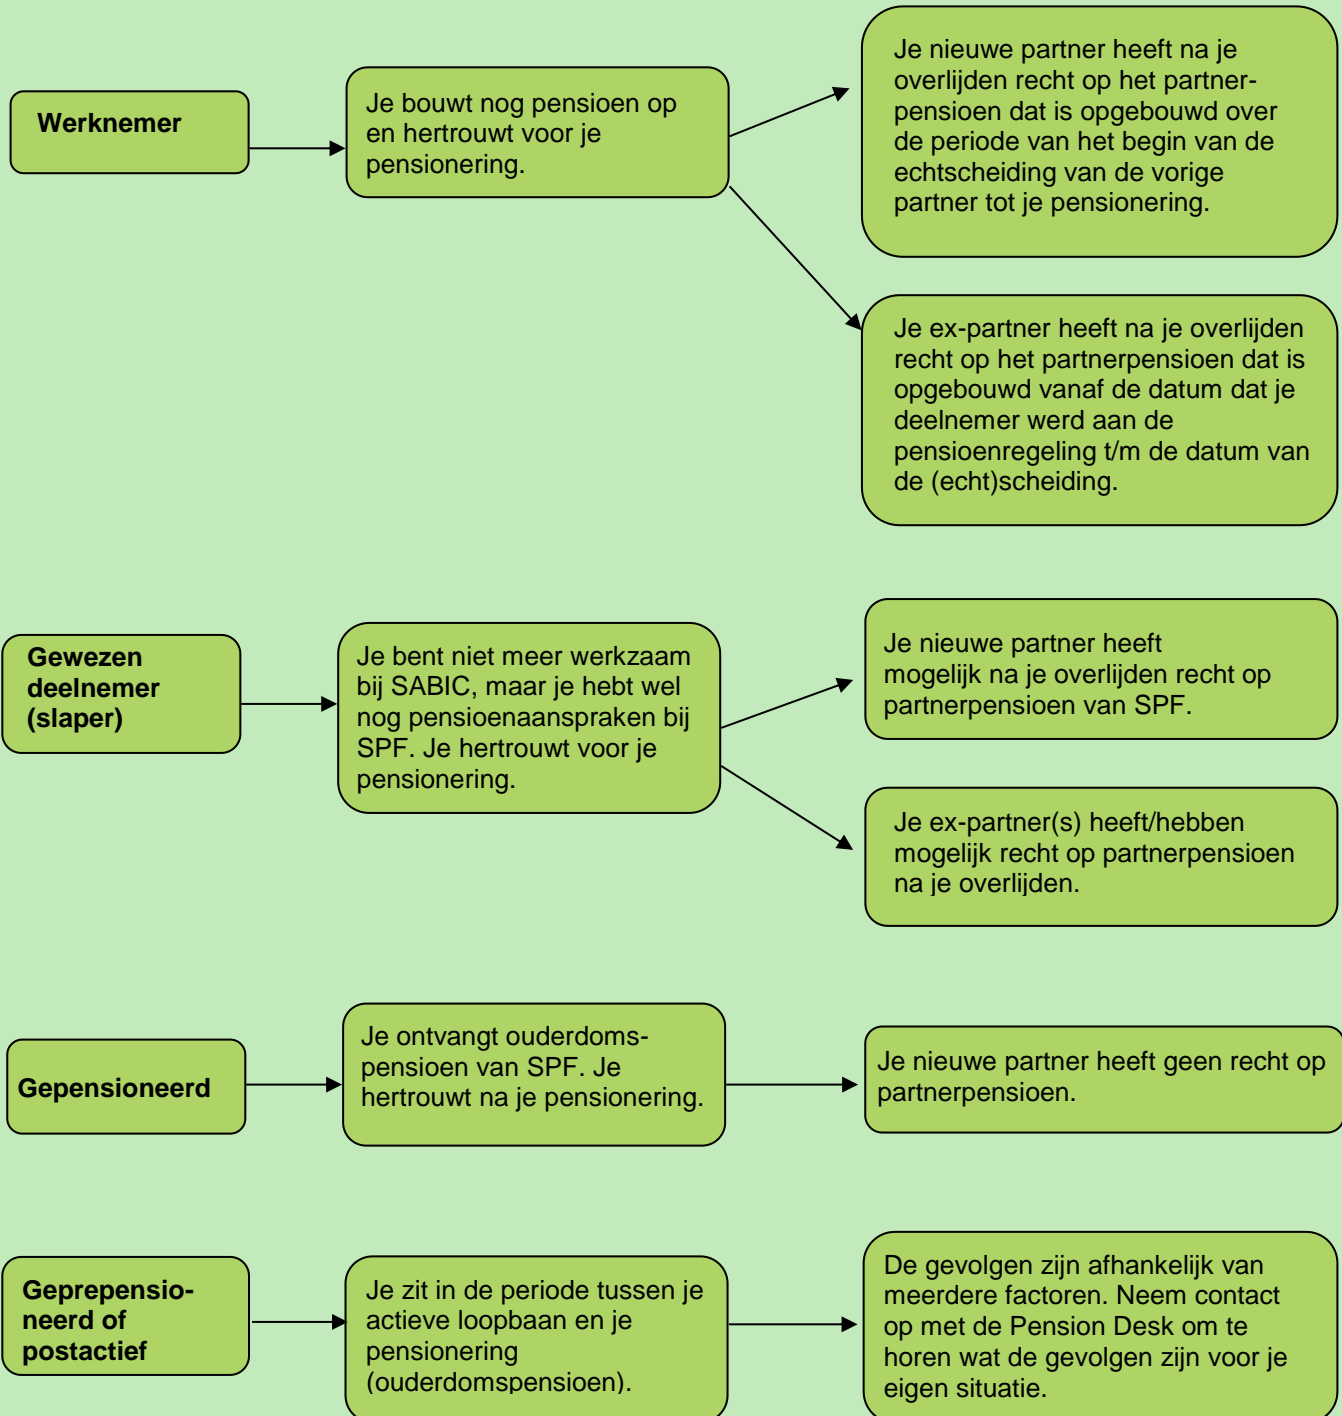 Werknemer
Je bouwt nog pensioen op
en hertrouwt voor je
pensionering.
Je nieuwe partner heeft na je
overlijden recht op het partner-
pensioen dat is opgebouwd over
de periode van het begin van de
echtscheiding van de vorige
partner tot je pensionering.
Je ex-partner heeft na je overlijden
recht op het partnerpensioen dat is
opgebouwd vanaf de datum dat je
deelnemer werd aan de
pensioenregeling t/m de datum van
de (echt)scheiding.
Gewezen
deelnemer
(slaper)
Je bent niet meer werkzaam
bij SABIC, maar je hebt wel
nog pensioenaanspraken bij
SPF. Je hertrouwt voor je
pensionering.
Je nieuwe partner heeft
mogelijk na je overlijden recht op
partnerpensioen van SPF.
Je ex-partner(s) heeft/hebben
mogelijk recht op partnerpensioen
na je overlijden.
Gepensioneerd
Je ontvangt ouderdoms-
pensioen van SPF. Je
hertrouwt na je pensionering.
Je nieuwe partner heeft geen recht op
partnerpensioen.
Geprepensio-
neerd of
postactief
Je zit in de periode tussen je
actieve loopbaan en je
pensionering
(ouderdomspensioen).
De gevolgen zijn afhankelijk van
meerdere factoren. Neem contact
op met de Pension Desk om te
horen wat de gevolgen zijn voor je
eigen situatie.